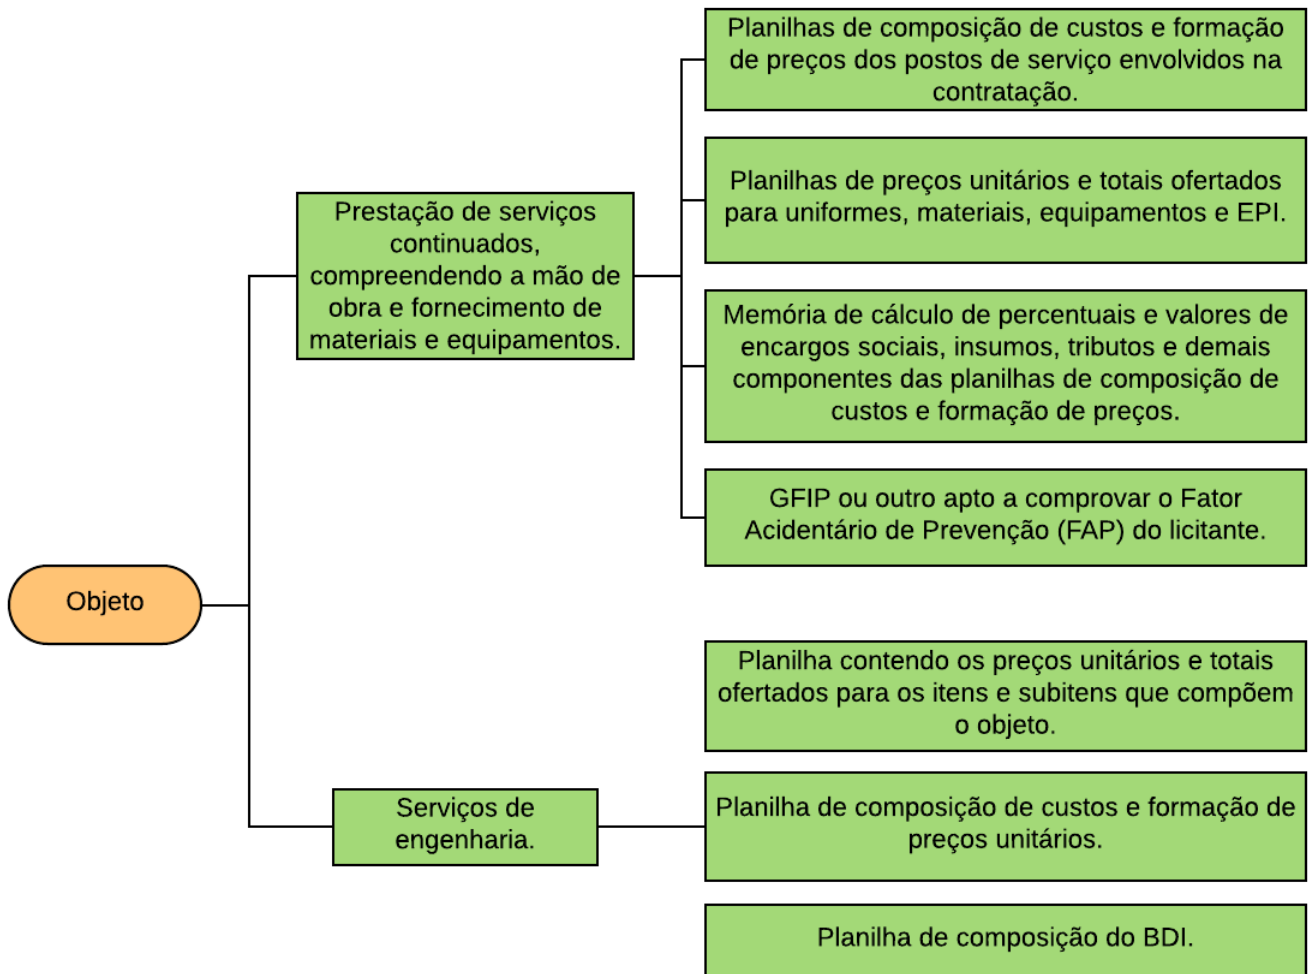 Planilhas de composição de custos e formação
de preços dos postos de serviço envolvidos na
contratação.
Planilhas de preços unitários e totais ofertados
para uniformes, materiais, equipamentos e EPI.
Prestação de serviços
continuados,
compreendendo a mão de
obra e fornecimento de
materiais e equipamentos.
Memória de cálculo de percentuais e valores de
encargos sociais, insumos, tributos e demais
componentes das planilhas de composição de
custos e formação de preços.
GFIP ou outro apto a comprovar o Fator
Acidentário de Prevenção (FAP) do licitante.
Objeto
Planilha contendo os preços unitários e totais
ofertados para os itens e subitens que compõem
o objeto.
Serviços de
engenharia.
Planilha de composição de custos e formação de
preços unitários.
Planilha de composição do BDI.